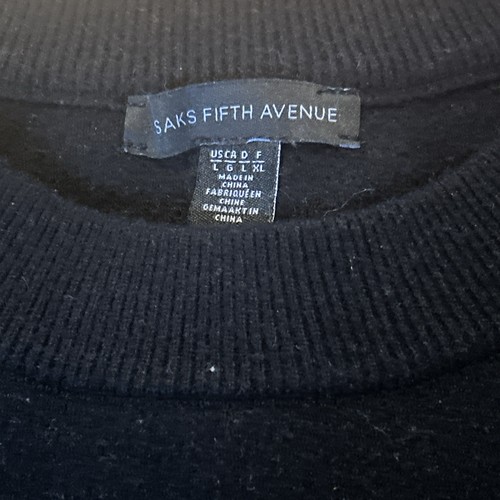 SAKS FIFTH AVENUE
US CA D F
L G L XL
MADE IN
CHINA
FABRIQUÉ EN
CHINE
GEMAAKT IN
CHINA